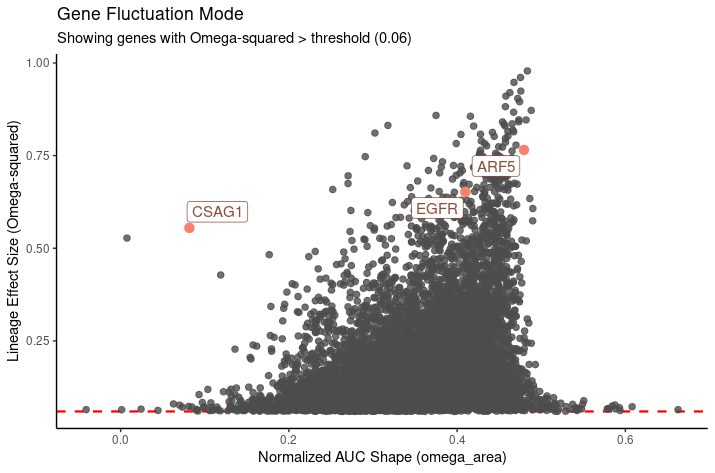 Gene Fluctuation Mode
Showing genes with Omega-squared > threshold (0.06)
Lineage Effect Size (Omega-squared)
1.00
0.75
0.50
0.25
ARF5
EGFR
CSAG1
0.0
0.2
0.4
0.6
Normalized AUC Shape (omega_area)